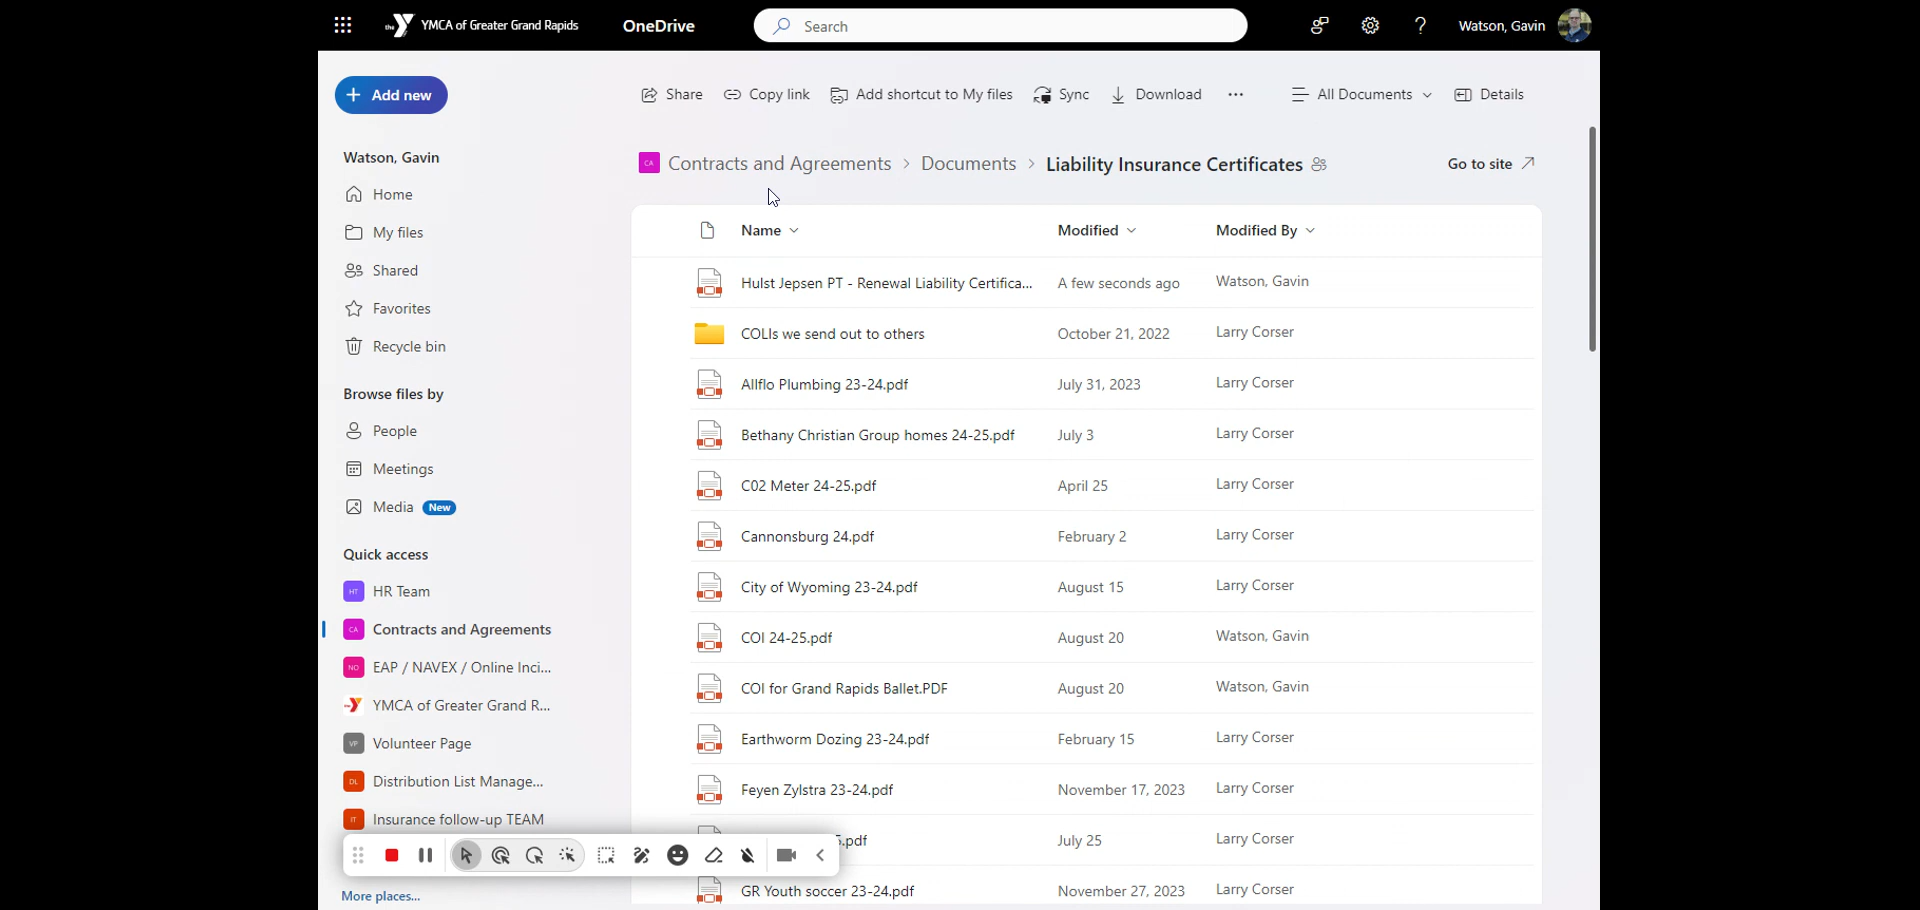 the YMCA of Greater Grand Rapids
OneDrive
Search
Watson, Gavin
Add new
Share
Copy link
Add shortcut to My files
Sync
Download
All Documents
Details
Watson, Gavin
Home
My files
Shared
Favorites
Recycle bin
Browse files by
People
Meetings
Media New
Quick access
HT HR Team
CA Contracts and Agreements
NO EAP / NAVEX / Online Inci...
YMCA of Greater Grand R...
VP Volunteer Page
DL Distribution List Manage...
IT Insurance follow-up TEAM
More places...
CA Contracts and Agreements > Documents > Liability Insurance Certificates
Go to site
Name Modified Modified By
Hulst Jepsen PT - Renewal Liability Certifica... A few seconds ago Watson, Gavin
COLIs we send out to others October 21, 2022 Larry Corser
Allflo Plumbing 23-24.pdf July 31, 2023 Larry Corser
Bethany Christian Group homes 24-25.pdf July 3 Larry Corser
C02 Meter 24-25.pdf April 25 Larry Corser
Cannonsburg 24.pdf February 2 Larry Corser
City of Wyoming 23-24.pdf August 15 Larry Corser
COI 24-25.pdf August 20 Watson, Gavin
COI for Grand Rapids Ballet.PDF August 20 Watson, Gavin
Earthworm Dozing 23-24.pdf February 15 Larry Corser
Feyen Zylstra 23-24.pdf November 17, 2023 Larry Corser
.pdf July 25 Larry Corser
GR Youth soccer 23-24.pdf November 27, 2023 Larry Corser